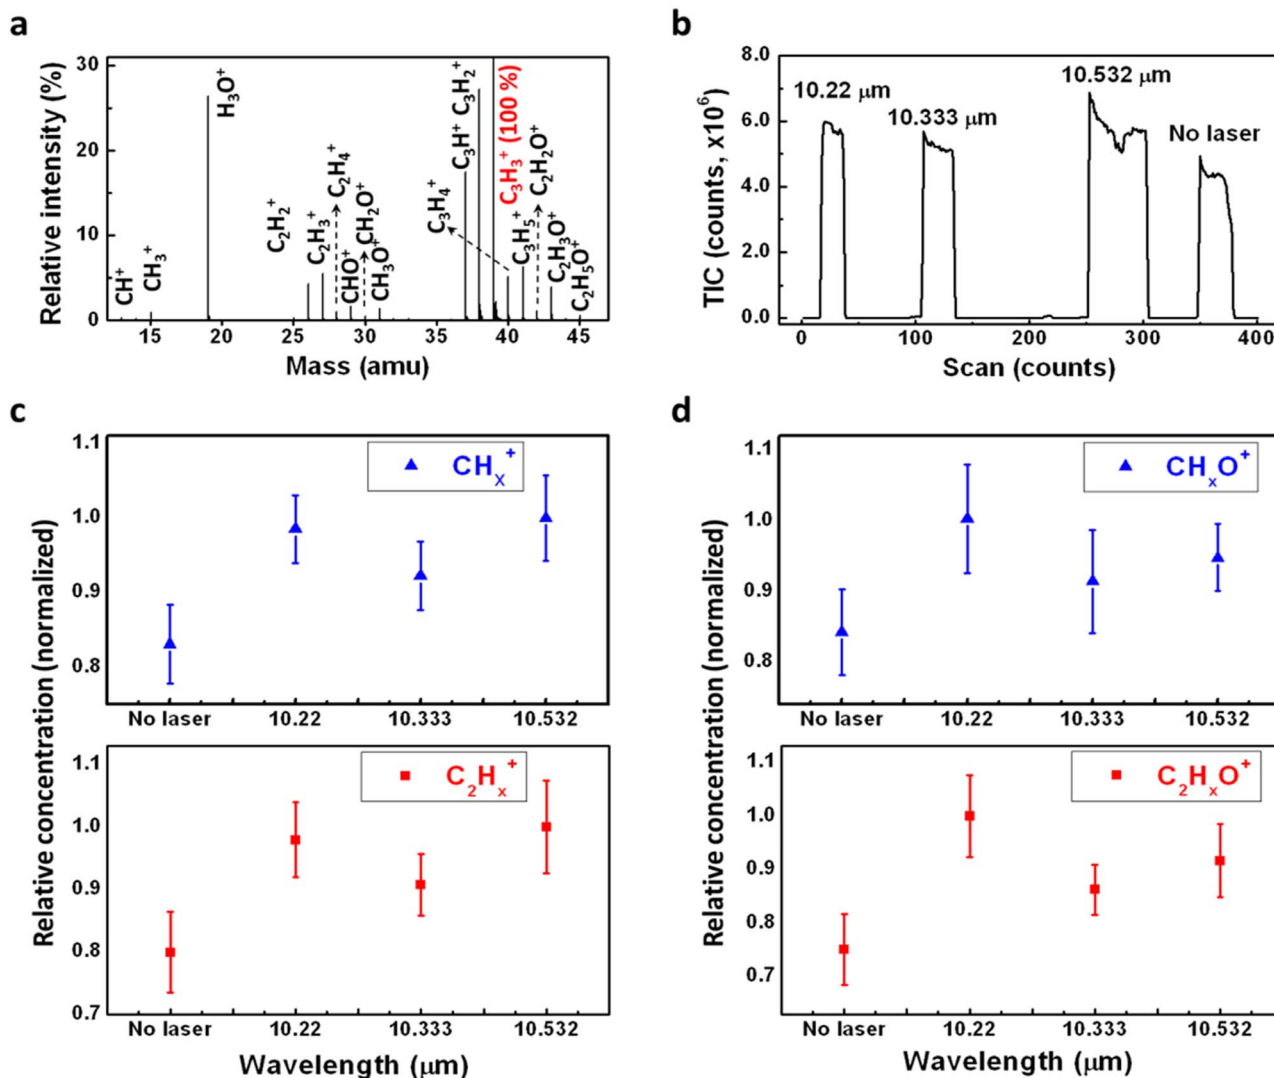 a
Relative intensity (%)
30
20
10
0
CH⁺
CH₃⁺
H₃O⁺
C₂H₂⁺
C₂H₃⁺
C₂H₄⁺
CHO⁺
CH₂O⁺
CH₃O⁺
C₃H₄⁺
C₃H⁺
C₃H₂⁺
C₃H₃⁺ (100 %)
C₃H₅⁺
C₂H₂O⁺
C₂H₃O⁺
C₂H₅O⁺
15 20 25 30 35 40 45
Mass (amu)
b
TIC (counts, x10⁶)
8.0
6.0
4.0
2.0
0.0
10.22 μm
10.333 μm
10.532 μm
No laser
0 100 200 300 400
Scan (counts)
c
Relative concentration (normalized)
1.1
1.0
0.9
0.8
CHₓ⁺
No laser 10.22 10.333 10.532
1.1
1.0
0.9
0.8
0.7
C₂Hₓ⁺
No laser 10.22 10.333 10.532
Wavelength (μm)
d
Relative concentration (normalized)
1.1
1.0
0.9
0.8
CHₓO⁺
No laser 10.22 10.333 10.532
1.1
1.0
0.9
0.8
0.7
C₂HₓO⁺
No laser 10.22 10.333 10.532
Wavelength (μm)